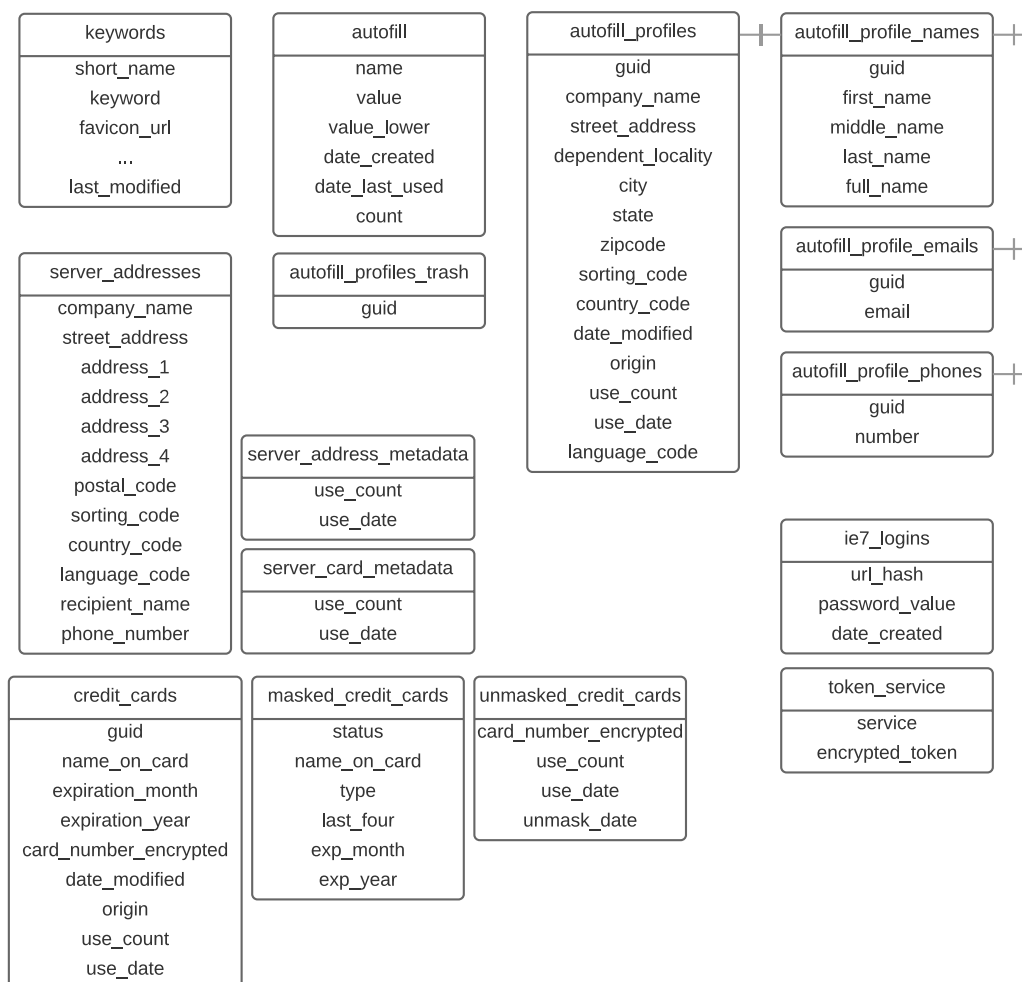 keywords
short_name
keyword
favicon_url
...
last_modified
autofill
name
value
value_lower
date_created
date_last_used
count
autofill_profiles
guid
company_name
street_address
dependent_locality
city
state
zipcode
sorting_code
country_code
date_modified
origin
use_count
use_date
language_code
autofill_profile_names
guid
first_name
middle_name
last_name
full_name
server_addresses
company_name
street_address
address_1
address_2
address_3
address_4
postal_code
sorting_code
country_code
language_code
recipient_name
phone_number
autofill_profiles_trash
guid
autofill_profile_emails
guid
email
autofill_profile_phones
guid
number
server_address_metadata
use_count
use_date
server_card_metadata
use_count
use_date
ie7_logins
url_hash
password_value
date_created
credit_cards
guid
name_on_card
expiration_month
expiration_year
card_number_encrypted
date_modified
origin
use_count
use_date
masked_credit_cards
status
name_on_card
type
last_four
exp_month
exp_year
unmasked_credit_cards
card_number_encrypted
use_count
use_date
unmask_date
token_service
service
encrypted_token